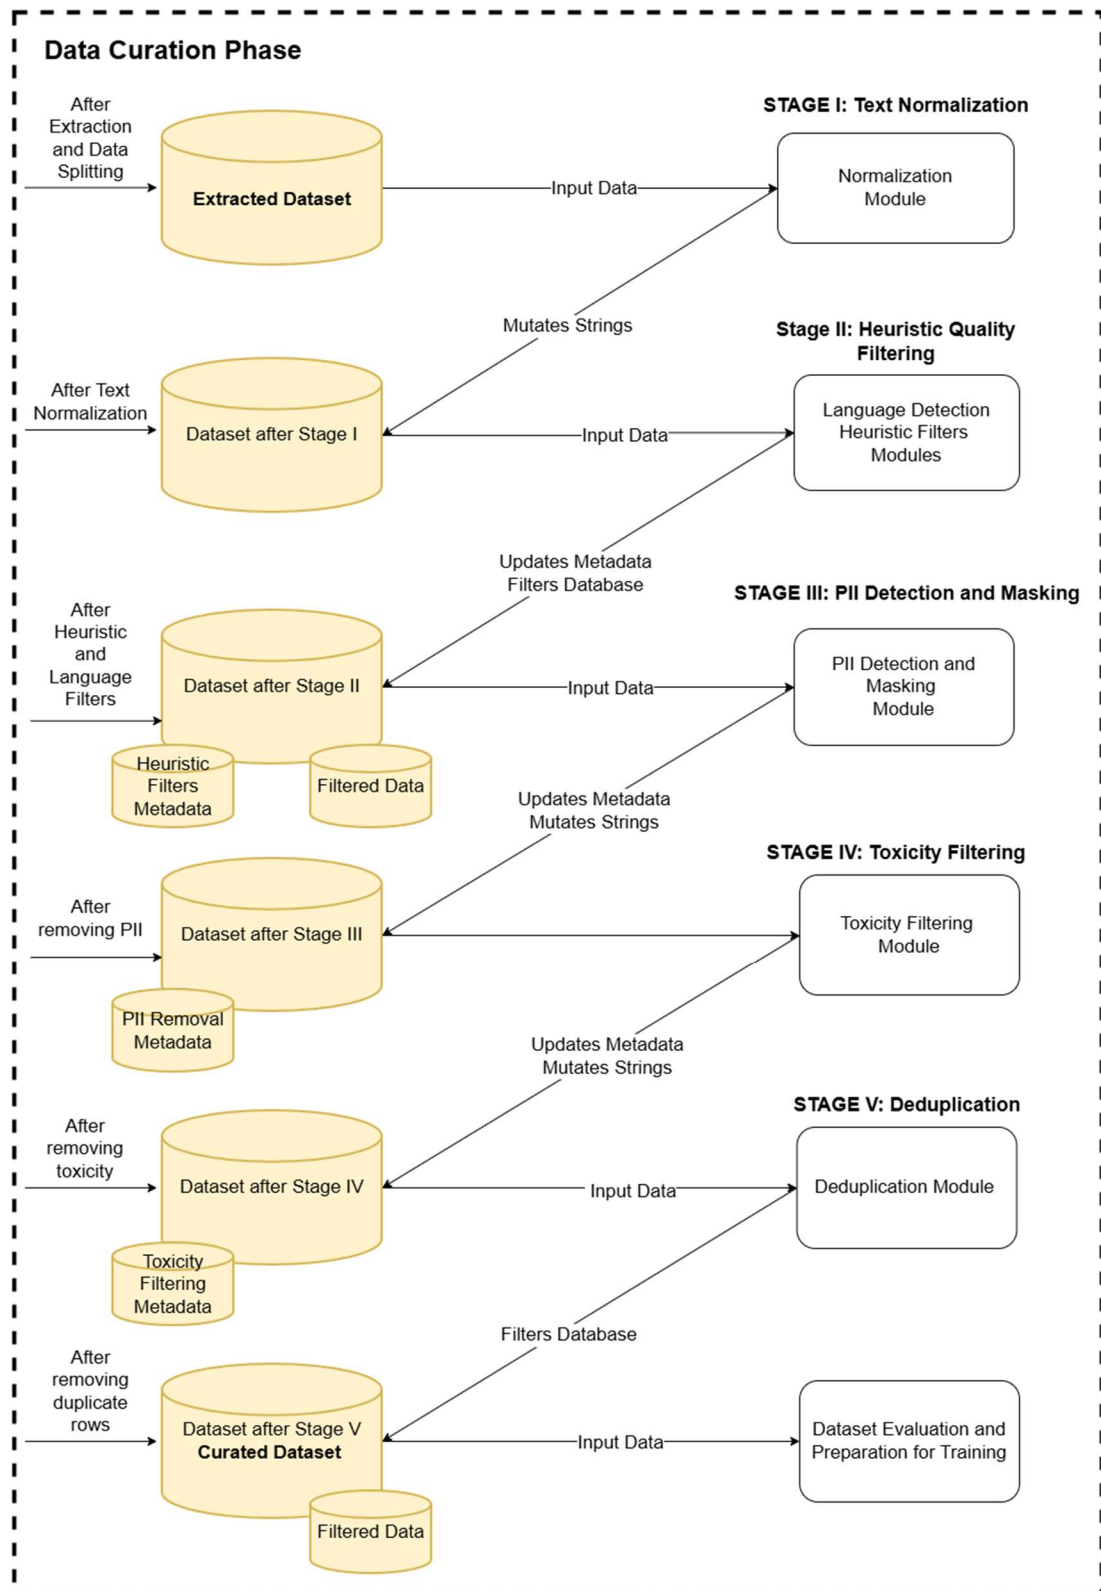 Data Curation Phase
After
Extraction
and Data
Splitting
Extracted Dataset
Input Data
STAGE I: Text Normalization
Normalization
Module
Mutates Strings
After Text
Normalization
Dataset after Stage I
Input Data
Stage II: Heuristic Quality
Filtering
Language Detection
Heuristic Filters
Modules
Updates Metadata
Filters Database
After
Heuristic
and
Language
Filters
Dataset after Stage II
Heuristic
Filters
Metadata
Filtered Data
Input Data
STAGE III: PII Detection and Masking
PII Detection and
Masking
Module
Updates Metadata
Mutates Strings
After
removing PII
Dataset after Stage III
PII Removal
Metadata
STAGE IV: Toxicity Filtering
Toxicity Filtering
Module
Updates Metadata
Mutates Strings
After
removing
toxicity
Dataset after Stage IV
Toxicity
Filtering
Metadata
Input Data
STAGE V: Deduplication
Deduplication Module
Filters Database
After
removing
duplicate
rows
Dataset after Stage V
Curated Dataset
Filtered Data
Input Data
Dataset Evaluation and
Preparation for Training